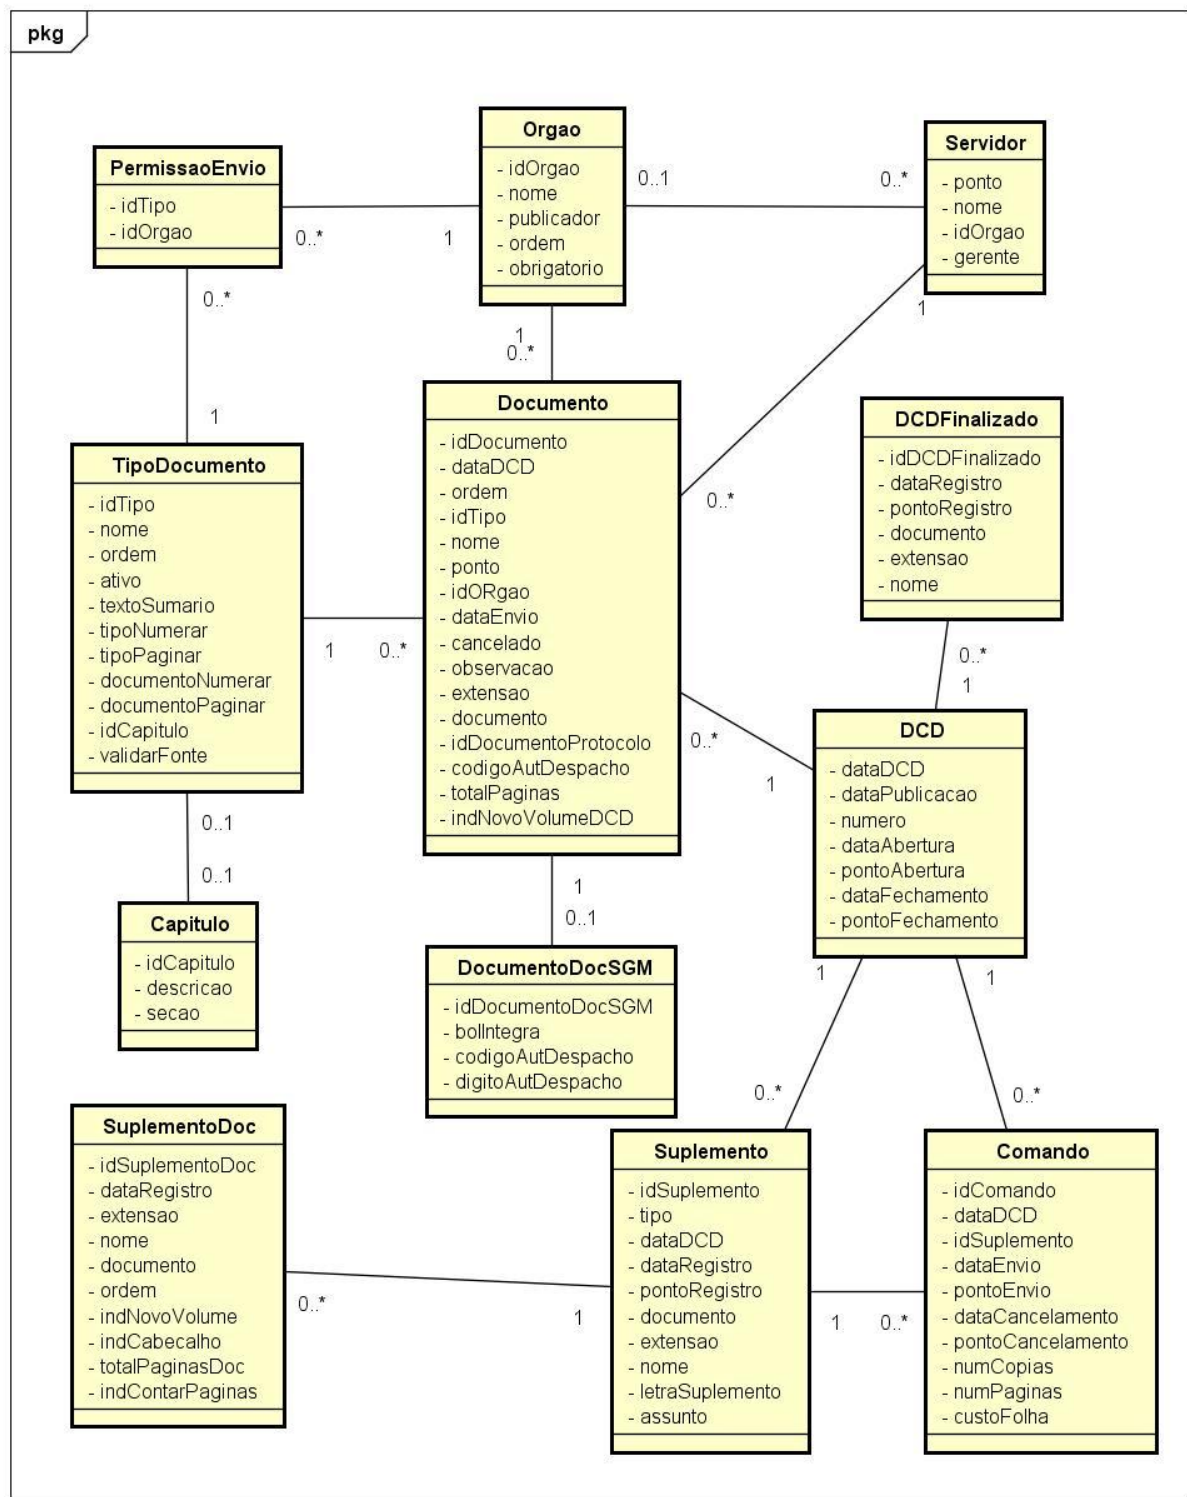 pkg
PermissaoEnvio
- idTipo
- idOrgao
Orgao
- idOrgao
- nome
- publicador
- ordem
- obrigatorio
Servidor
- ponto
- nome
- idOrgao
- gerente
0..1
0..*
0..*
1
0..*
1
1
0..*
1
0..*
TipoDocumento
- idTipo
- nome
- ordem
- ativo
- textoSumario
- tipoNumerar
- tipoPaginar
- documentoNumerar
- documentoPaginar
- idCapitulo
- validarFonte
Documento
- idDocumento
- dataDCD
- ordem
- idTipo
- nome
- ponto
- idORgao
- dataEnvio
- cancelado
- observacao
- extensao
- documento
- idDocumentoProtocolo
- codigoAutDespacho
- totalPaginas
- indNovoVolumeDCD
DCDFinalizado
- idDCDFinalizado
- dataRegistro
- pontoRegistro
- documento
- extensao
- nome
1
0..*
0..*
1
0..*
1
DCD
- dataDCD
- dataPublicacao
- numero
- dataAbertura
- pontoAbertura
- dataFechamento
- pontoFechamento
0..1
0..1
1
0..1
Capitulo
- idCapitulo
- descricao
- secao
DocumentoDocSGM
- idDocumentoDocSGM
- bolIntegra
- codigoAutDespacho
- digitoAutDespacho
1
1
0..*
0..*
SuplementoDoc
- idSuplementoDoc
- dataRegistro
- extensao
- nome
- documento
- ordem
- indNovoVolume
- indCabecalho
- totalPaginasDoc
- indContarPaginas
0..*
1
Suplemento
- idSuplemento
- tipo
- dataDCD
- dataRegistro
- pontoRegistro
- documento
- extensao
- nome
- letraSuplemento
- assunto
1
0..*
Comando
- idComando
- dataDCD
- idSuplemento
- dataEnvio
- pontoEnvio
- dataCancelamento
- pontoCancelamento
- numCopias
- numPaginas
- custoFolha